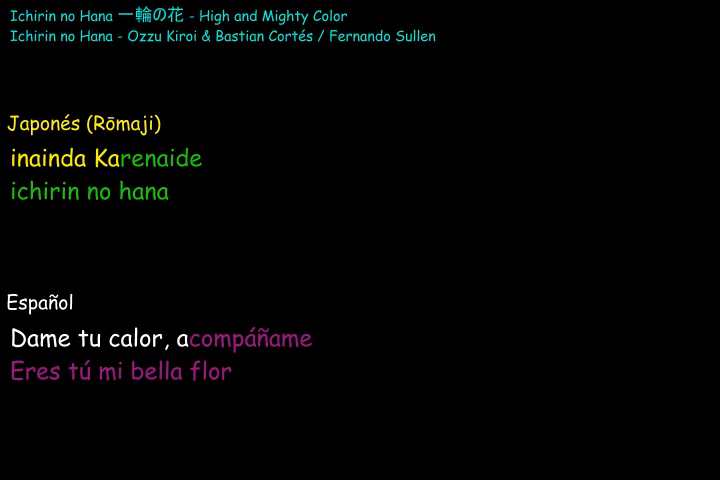 Ichirin no Hana 一輪の花 - High and Mighty Color
Ichirin no Hana - Ozzu Kiroi & Bastian Cortés / Fernando Sullen
Japonés (Rōmaji)
inainda Karenaide
ichirin no hana
Español
Dame tu calor, acompáñame
Eres tú mi bella flor